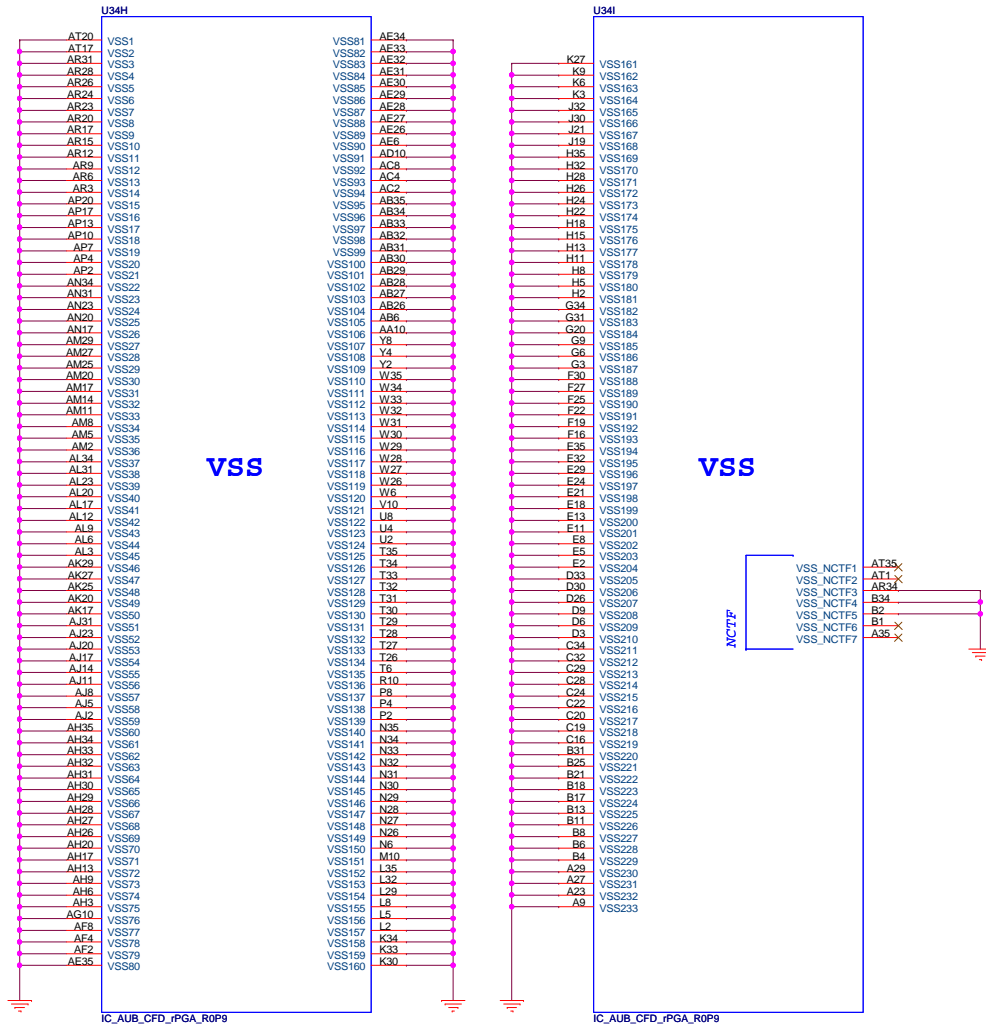 U34H
AT20 VSS1 VSS81 AE34
AT17 VSS2 VSS82 AE33
AR31 VSS3 VSS83 AE32
AR28 VSS4 VSS84 AE31
AR26 VSS5 VSS85 AE30
AR24 VSS6 VSS86 AE29
AR23 VSS7 VSS87 AE28
AR20 VSS8 VSS88 AE27
AR17 VSS9 VSS89 AE26
AR15 VSS10 VSS90 AE6
AR12 VSS11 VSS91 AD10
AR9 VSS12 VSS92 AC8
AR6 VSS13 VSS93 AC4
AR3 VSS14 VSS94 AC2
AP20 VSS15 VSS95 AB35
AP17 VSS16 VSS96 AB34
AP13 VSS17 VSS97 AB33
AP10 VSS18 VSS98 AB32
AP7 VSS19 VSS99 AB31
AP4 VSS20 VSS100 AB30
AP2 VSS21 VSS101 AB29
AN34 VSS22 VSS102 AB28
AN31 VSS23 VSS103 AB27
AN23 VSS24 VSS104 AB26
AN20 VSS25 VSS105 AB6
AN17 VSS26 VSS106 AA10
AM29 VSS27 VSS107 Y8
AM27 VSS28 VSS108 Y4
AM25 VSS29 VSS109 Y2
AM20 VSS30 VSS110 W35
AM17 VSS31 VSS111 W34
AM14 VSS32 VSS112 W33
AM11 VSS33 VSS113 W32
AM8 VSS34 VSS114 W31
AM5 VSS35 VSS115 W30
AM2 VSS36 VSS116 W29
AL34 VSS37 VSS117 W28
AL31 VSS38 VSS118 W27
AL23 VSS39 VSS119 W26
AL20 VSS40 VSS120 W6
AL17 VSS41 VSS121 V10
AL12 VSS42 VSS122 U8
AL9 VSS43 VSS123 U4
AL6 VSS44 VSS124 U2
AL3 VSS45 VSS125 T35
AK29 VSS46 VSS126 T34
AK27 VSS47 VSS127 T33
AK25 VSS48 VSS128 T32
AK20 VSS49 VSS129 T31
AK17 VSS50 VSS130 T30
AJ31 VSS51 VSS131 T29
AJ23 VSS52 VSS132 T28
AJ20 VSS53 VSS133 T27
AJ17 VSS54 VSS134 T26
AJ14 VSS55 VSS135 T6
AJ11 VSS56 VSS136 R10
AJ8 VSS57 VSS137 P8
AJ5 VSS58 VSS138 P4
AJ2 VSS59 VSS139 P2
AH35 VSS60 VSS140 N35
AH34 VSS61 VSS141 N34
AH33 VSS62 VSS142 N33
AH32 VSS63 VSS143 N32
AH31 VSS64 VSS144 N31
AH30 VSS65 VSS145 N30
AH29 VSS66 VSS146 N29
AH28 VSS67 VSS147 N28
AH27 VSS68 VSS148 N27
AH26 VSS69 VSS149 N26
AH20 VSS70 VSS150 N6
AH17 VSS71 VSS151 M10
AH13 VSS72 VSS152 L35
AH9 VSS73 VSS153 L32
AH6 VSS74 VSS154 L29
AH3 VSS75 VSS155 L8
AG10 VSS76 VSS156 L5
AF8 VSS77 VSS157 L2
AF4 VSS78 VSS158 K34
AF2 VSS79 VSS159 K33
AE35 VSS80 VSS160 K30
VSS
IC_AUB_CFD_rPGA_R0P9
U34I
K27 VSS161
K9 VSS162
K6 VSS163
K3 VSS164
J32 VSS165
J30 VSS166
J21 VSS167
J19 VSS168
H35 VSS169
H32 VSS170
H28 VSS171
H26 VSS172
H24 VSS173
H22 VSS174
H18 VSS175
H15 VSS176
H13 VSS177
H11 VSS178
H8 VSS179
H5 VSS180
H2 VSS181
G34 VSS182
G31 VSS183
G20 VSS184
G9 VSS185
G6 VSS186
G3 VSS187
F30 VSS188
F27 VSS189
F25 VSS190
F22 VSS191
F19 VSS192
F16 VSS193
E35 VSS194
E32 VSS195
E29 VSS196
E24 VSS197
E21 VSS198
E18 VSS199
E13 VSS200
E11 VSS201
E8 VSS202
E5 VSS203
E2 VSS204
D33 VSS205
D30 VSS206
D26 VSS207
D9 VSS208
D6 VSS209
D3 VSS210
C34 VSS211
C32 VSS212
C29 VSS213
C28 VSS214
C24 VSS215
C22 VSS216
C20 VSS217
C19 VSS218
C16 VSS219
B31 VSS220
B25 VSS221
B21 VSS222
B18 VSS223
B17 VSS224
B13 VSS225
B11 VSS226
B8 VSS227
B6 VSS228
B4 VSS229
A29 VSS230
A27 VSS231
A23 VSS232
A9 VSS233
VSS
NCTF
VSS_NCTF1 AT35
VSS_NCTF2 AT1
VSS_NCTF3 AR34
VSS_NCTF4 B34
VSS_NCTF5 B2
VSS_NCTF6 B1
VSS_NCTF7 A35
IC_AUB_CFD_rPGA_R0P9